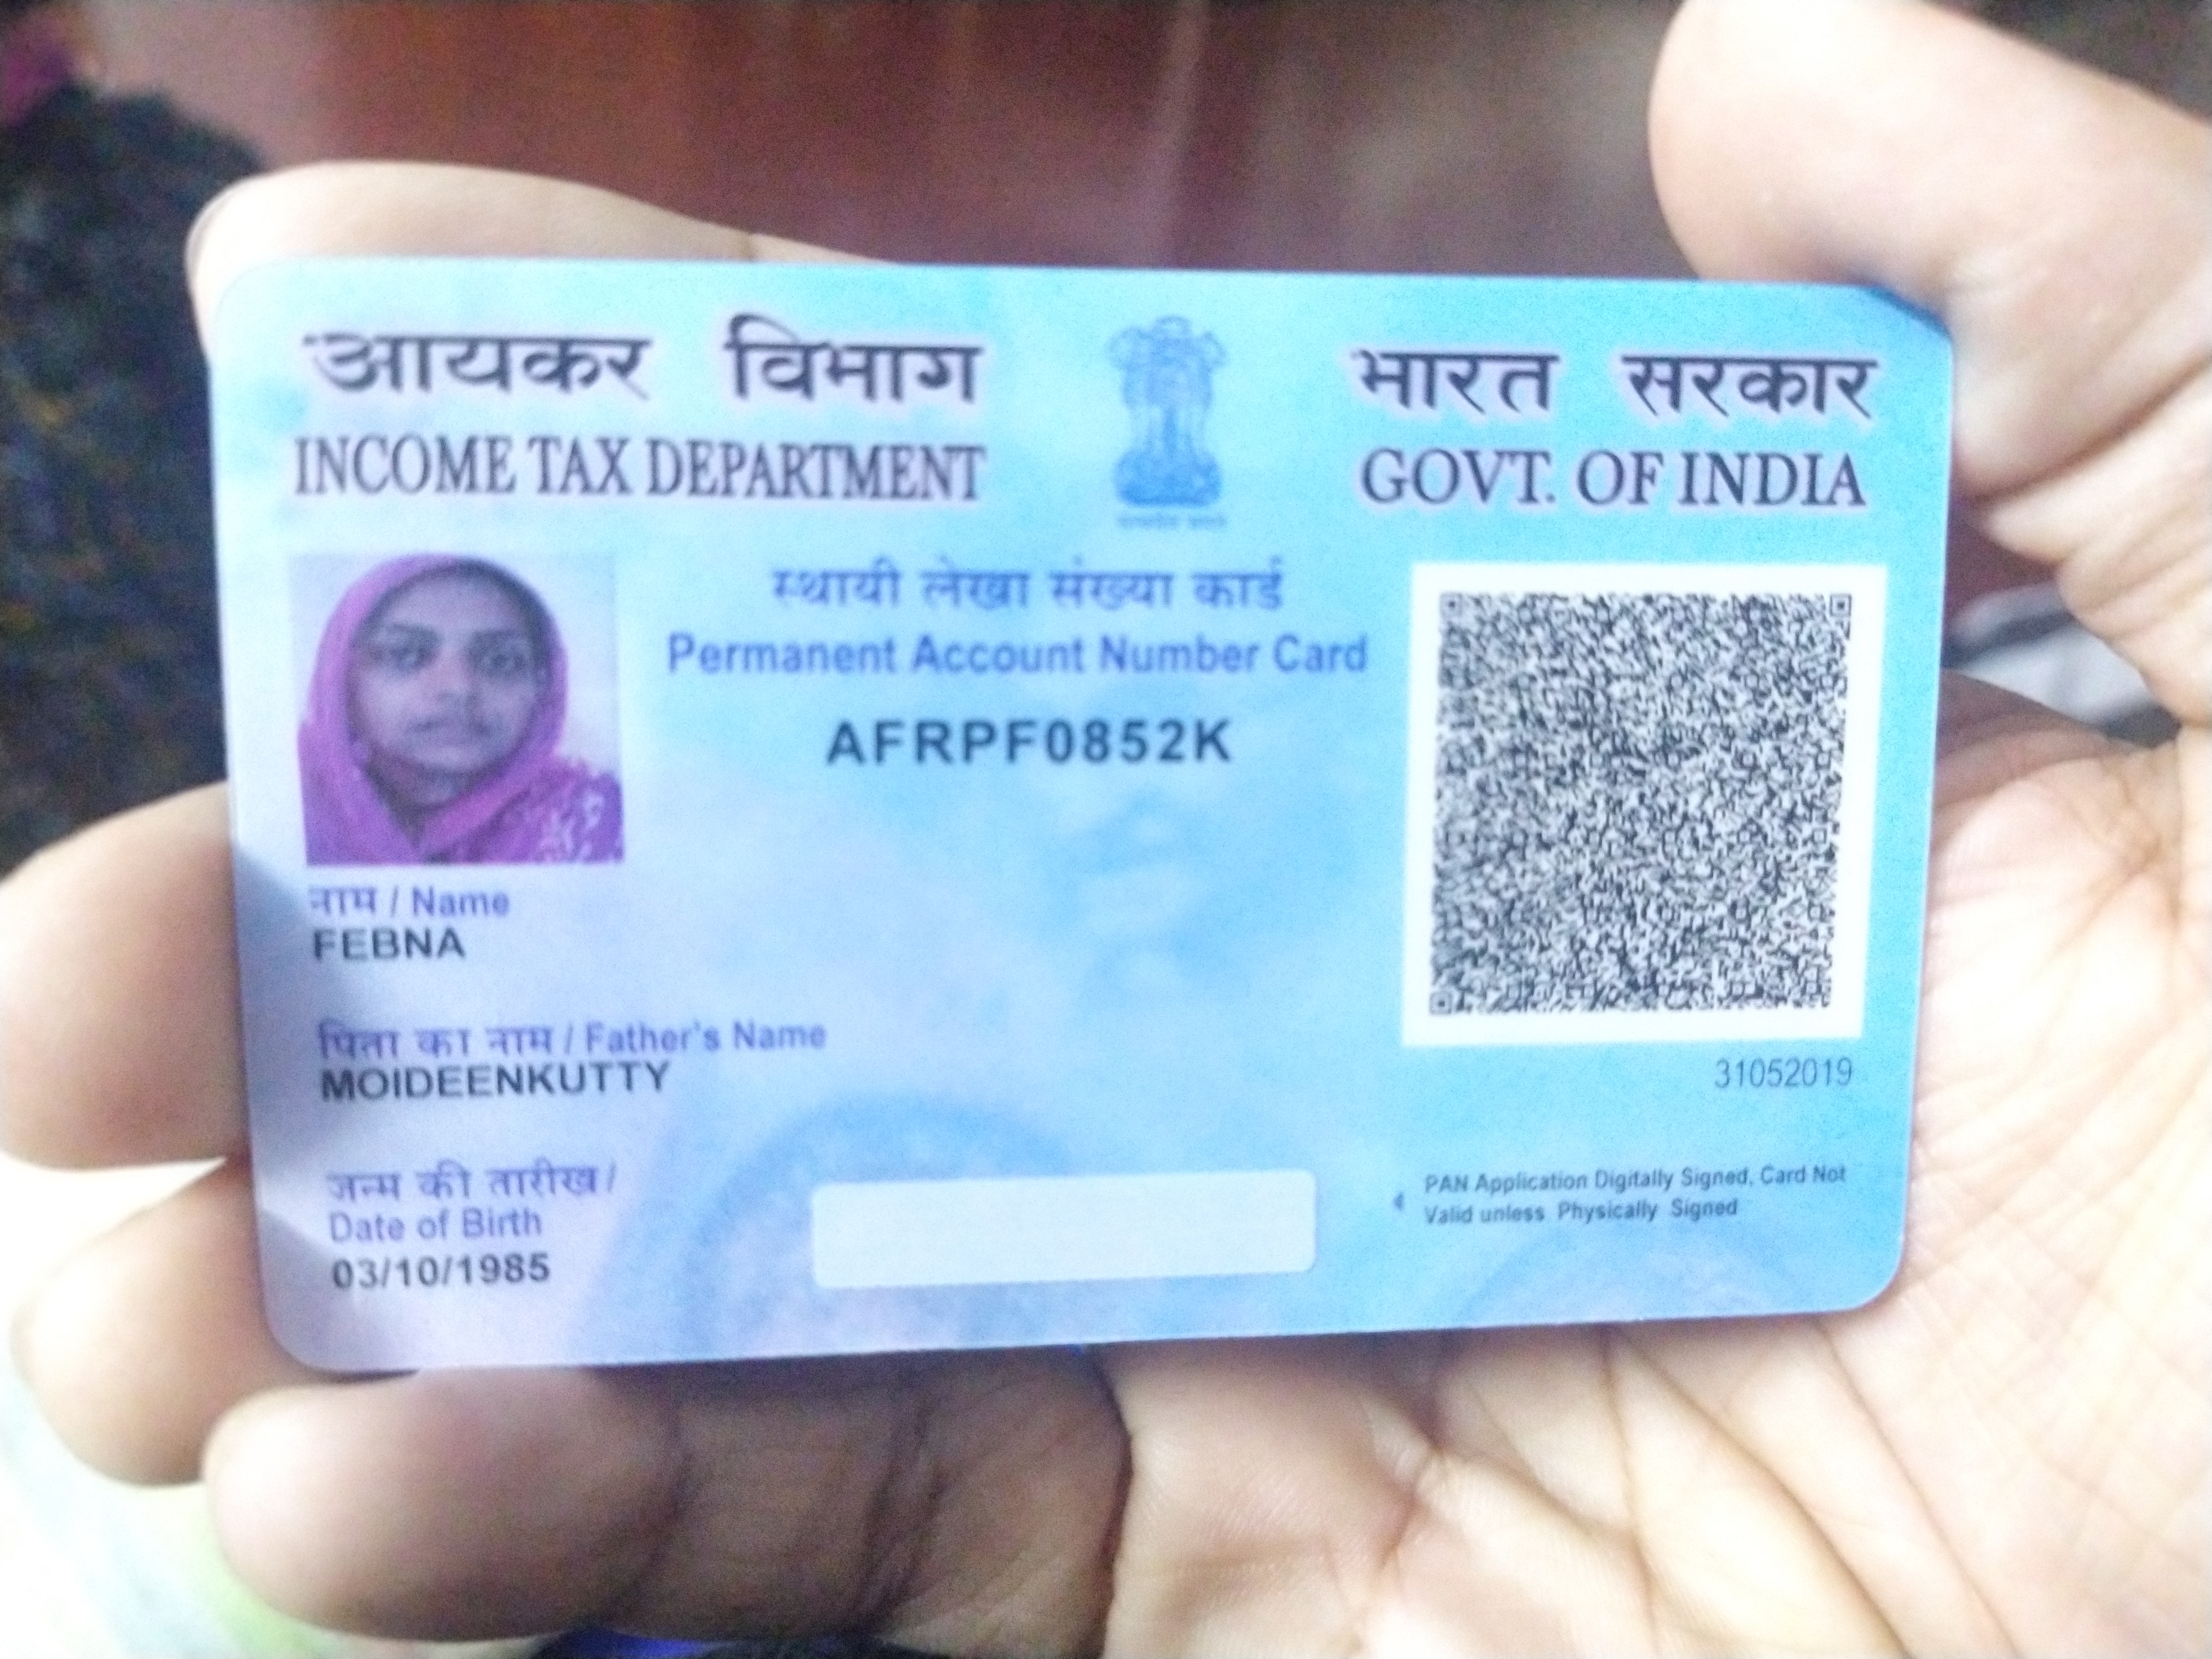 आयकर विभाग
INCOME TAX DEPARTMENT
भारत सरकार
GOVT. OF INDIA
स्थायी लेखा संख्या कार्ड
Permanent Account Number Card
AFRPF0852K
नाम / Name
FEBNA
पिता का नाम / Father's Name
MOIDEENKUTTY
जन्म की तारीख /
Date of Birth
03/10/1985
31052019
PAN Application Digitally Signed, Card Not
Valid unless Physically Signed